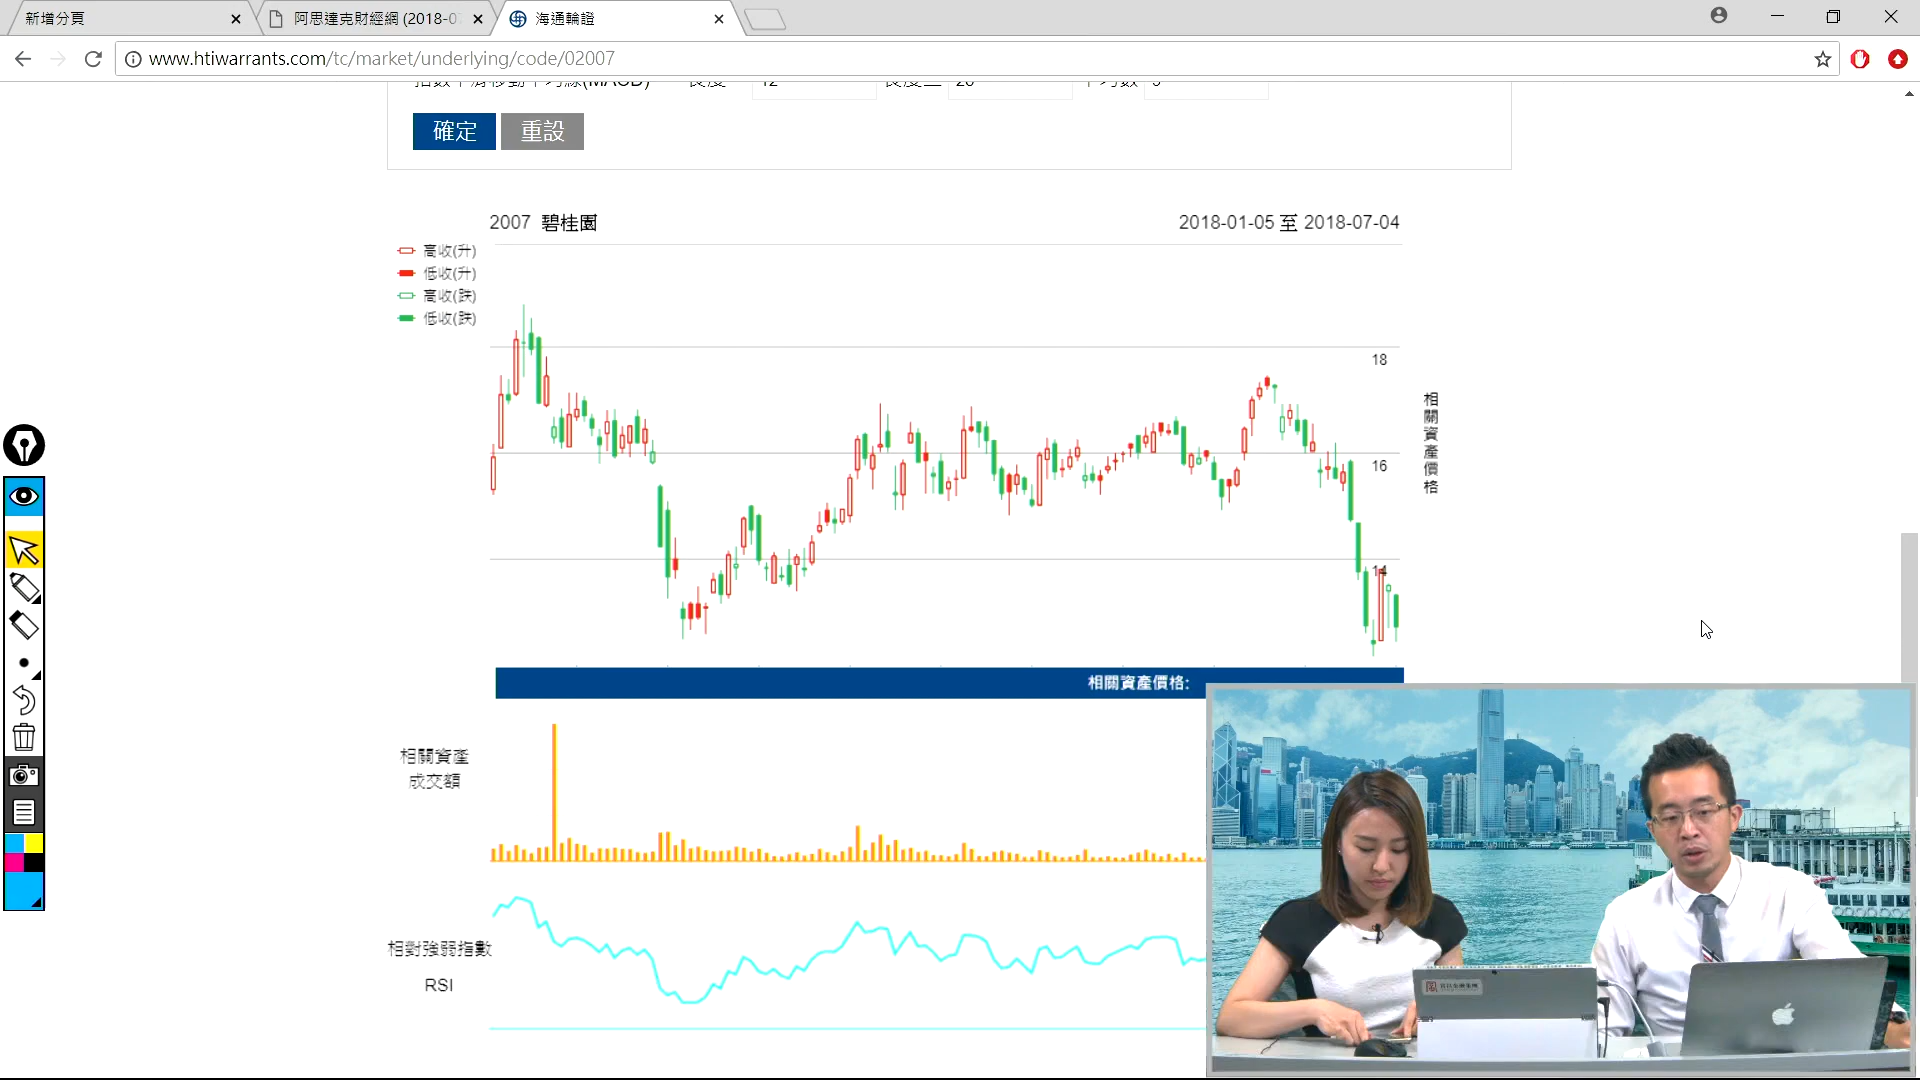 新增分頁
阿思達克財經網 (2018-0
海通輪證
www.htiwarrants.com/tc/market/underlying/code/02007
確定
重設
2007 碧桂園
2018-01-05 至 2018-07-04
高收(升)
低收(升)
高收(跌)
低收(跌)
18
16
14
相關資產價格
相關資產價格:
相關資產
成交額
相對強弱指數
RSI